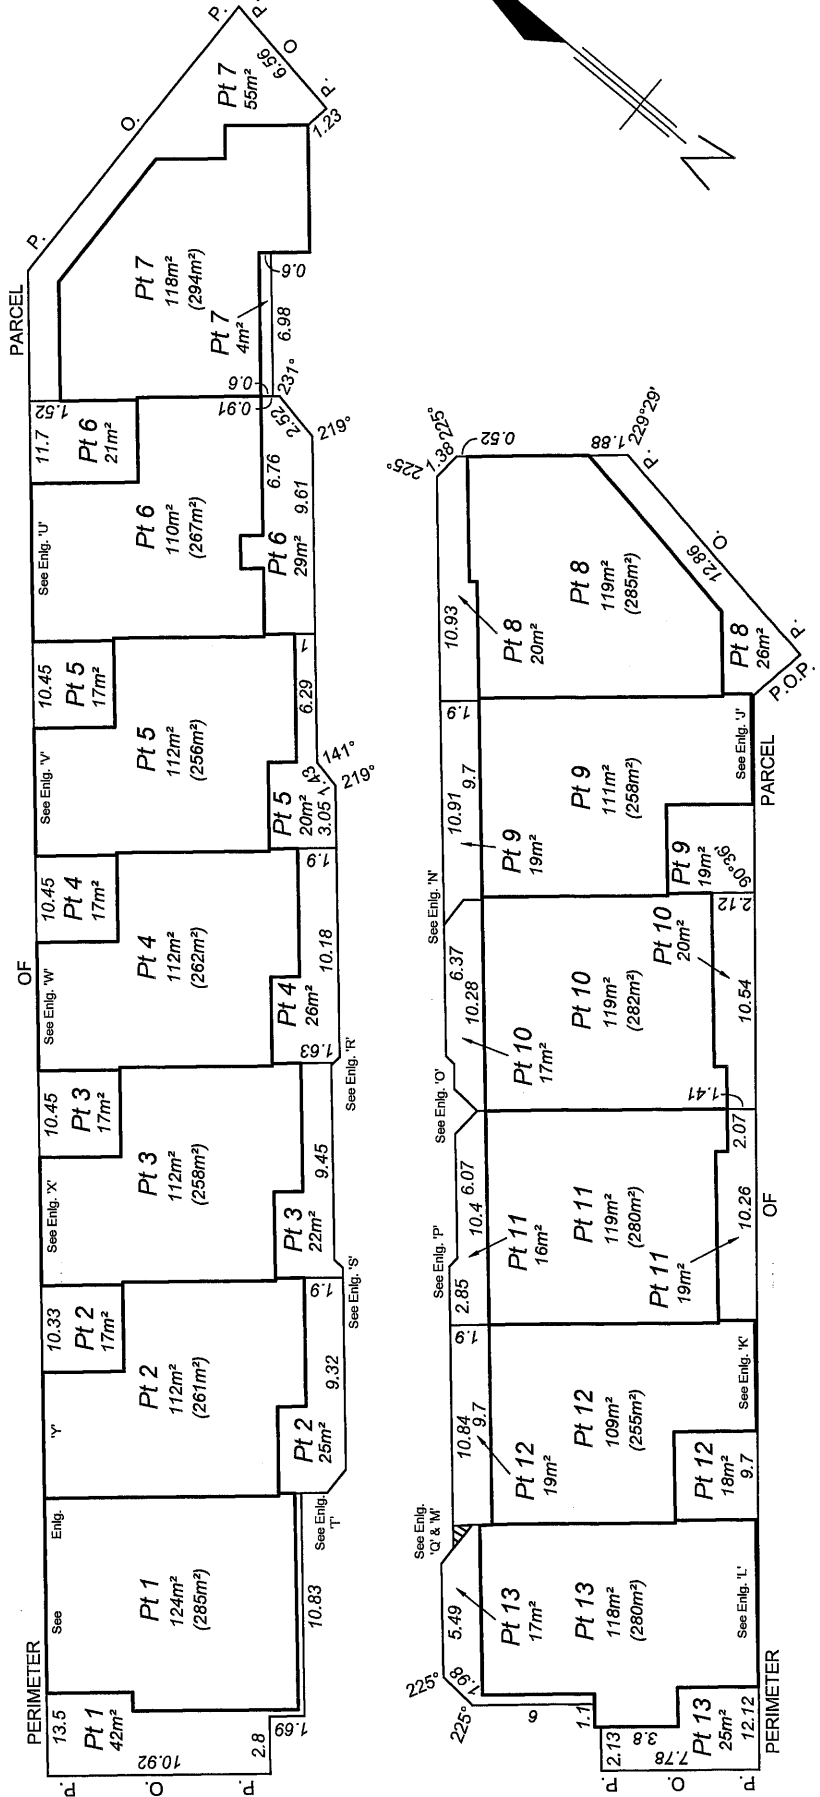 P.
P.
O.
O
6.56
Pt 7
55m²
P.
1.23
P.
PARCEL
Pt 7
118m²
(294m²)
Pt 7
4m²
0.6
6.98
0.6
231°
0.91
2.52
219°
1.52
11.7
Pt 6
21m²
See Enlg. 'U'
Pt 6
110m²
(267m²)
6.76
9.61
Pt 6
29m²
10.45
Pt 5
17m²
1
6.29
See Enlg. 'V'
Pt 5
112m²
(256m²)
141°
1.43
219°
Pt 5
20m²
3.05
10.45
Pt 4
17m²
1.9
OF
See Enlg. 'W'
Pt 4
112m²
(262m²)
10.18
Pt 4
26m²
1.63
See Enlg. 'R'
10.45
Pt 3
17m²
See Enlg. 'X'
Pt 3
112m²
(258m²)
9.45
Pt 3
22m²
See Enlg. 'S'
10.33
Pt 2
17m²
1.9
'Y'
Pt 2
112m²
(261m²)
9.32
Pt 2
25m²
Enlg.
See
See Enlg.
'T'
Pt 1
124m²
(285m²)
10.83
PERIMETER
13.5
Pt 1
42m²
10.92
2.8
1.69
P.
O.
P.
N
225°
1.38
225°
0.52
1.88
229°29'
P.
O.
12.86
P.
P.O.P.
Pt 8
119m²
(285m²)
10.93
Pt 8
20m²
Pt 8
26m²
1.9
9.7
10.91
Pt 9
111m²
(258m²)
See Enlg. 'J'
PARCEL
Pt 9
19m²
Pt 9
19m²
90°36'
2.12
See Enlg. 'N'
6.37
10.28
Pt 10
119m²
(282m²)
Pt 10
20m²
10.54
Pt 10
17m²
See Enlg. 'O'
1.41
2.07
6.07
10.4
Pt 11
119m²
(280m²)
Pt 11
16m²
10.26
OF
Pt 11
19m²
See Enlg. 'P'
2.85
1.9
10.84
9.7
Pt 12
109m²
(255m²)
See Enlg. 'K'
Pt 12
19m²
Pt 12
18m²
9.7
See Enlg.
'Q' & 'M'
5.49
Pt 13
17m²
Pt 13
118m²
(280m²)
See Enlg. 'L'
225°
1.98
225°
6
1.1
2.13
3.8
7.78
Pt 13
25m²
12.12
PERIMETER
P.
O.
P.